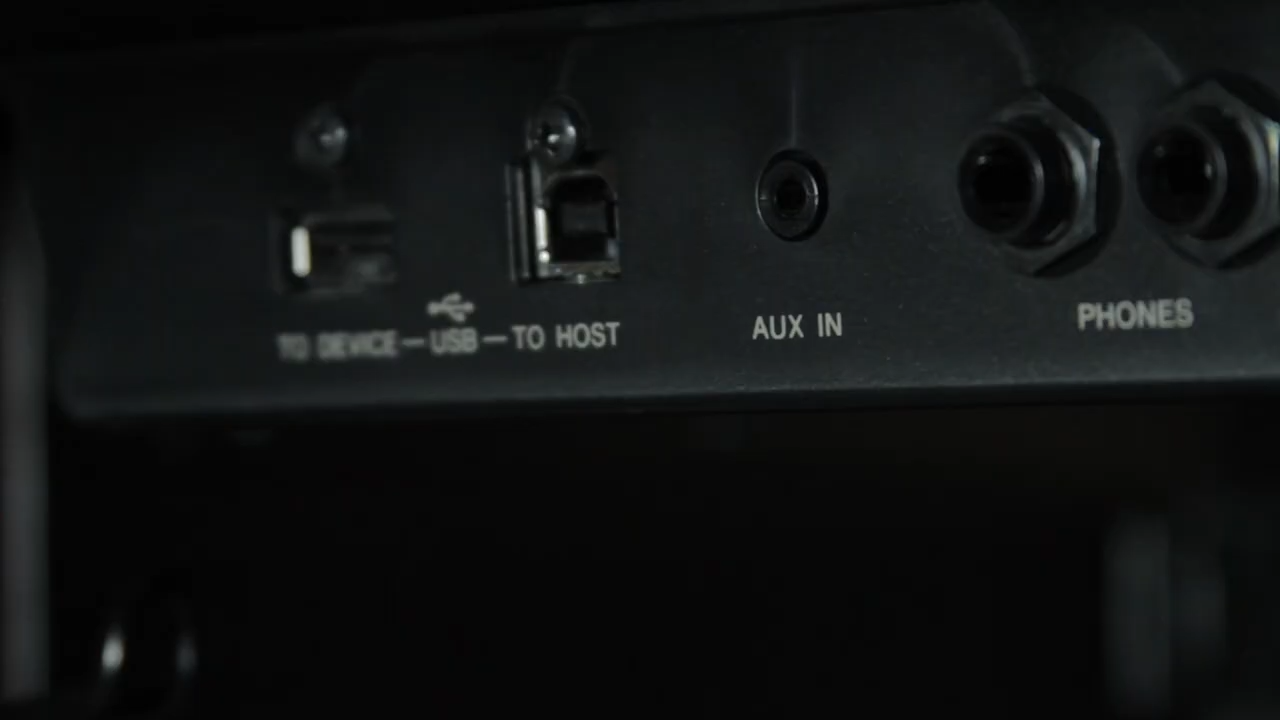 TO DEVICE — USB — TO HOST
AUX IN
PHONES